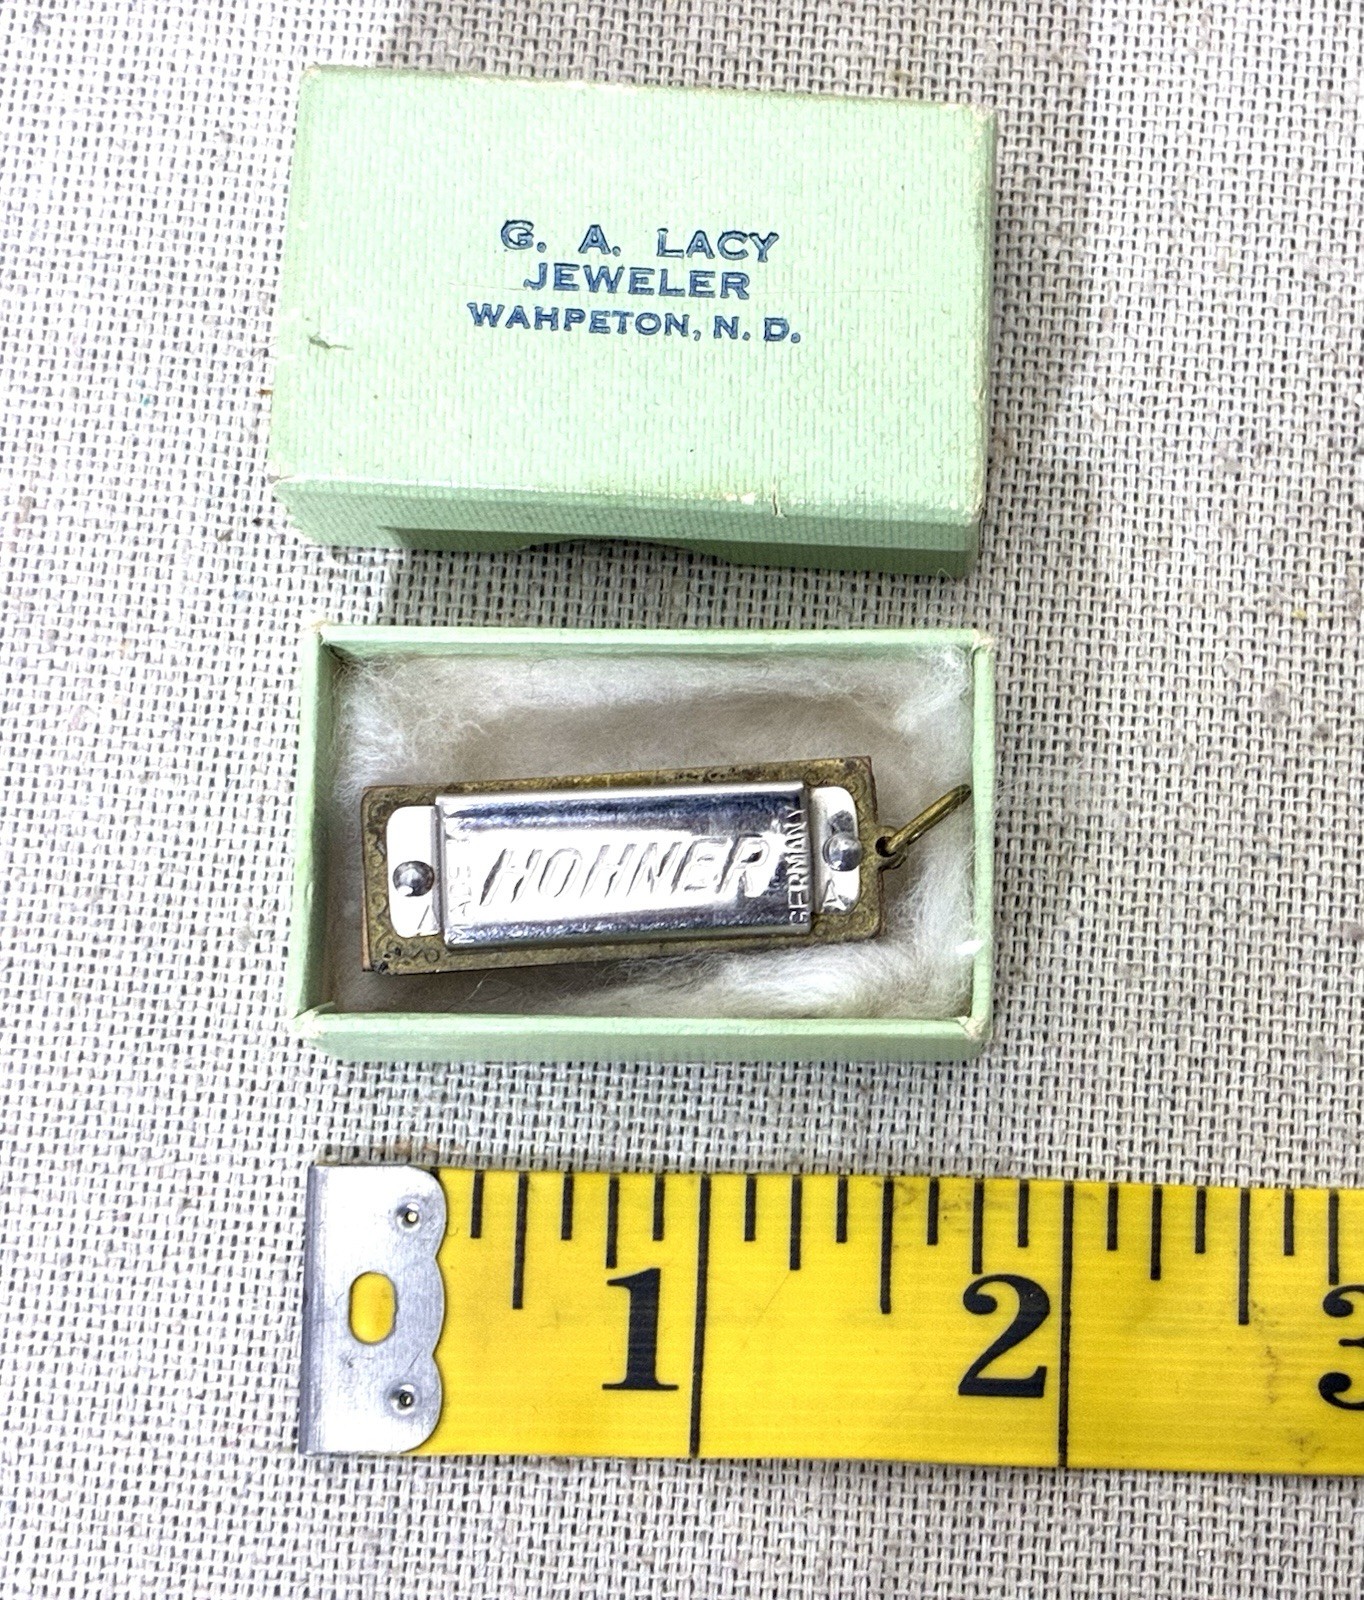 G. A. LACY
JEWELER
WAHPETON, N. D.
HOHNER
GERMANY
1
2
3